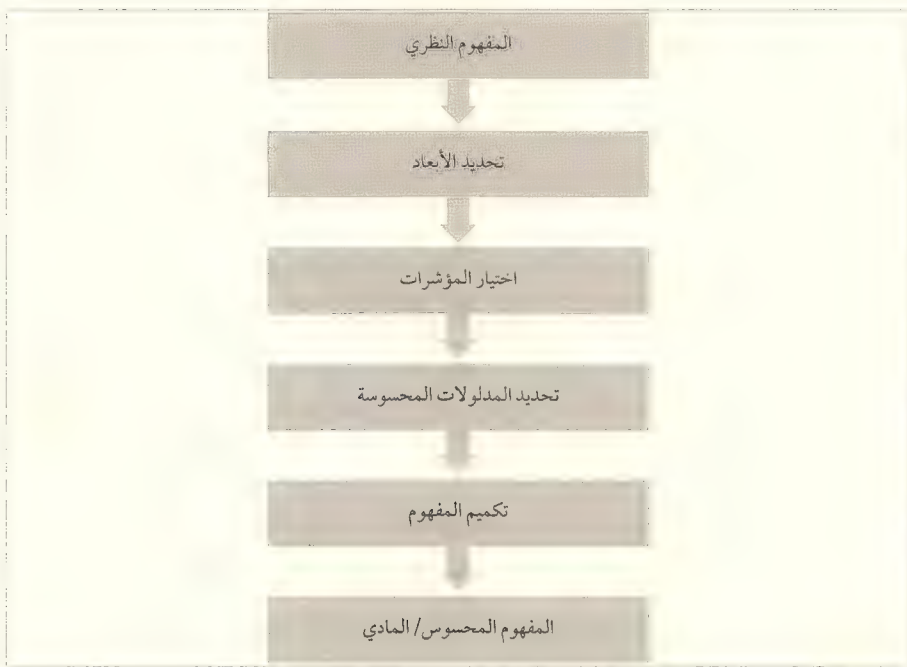 المفهوم النظري
تحديد الأبعاد
اختيار المؤشرات
تحديد المدلولات المحسوسة
تكميم المفهوم
المفهوم المحسوس/ المادي